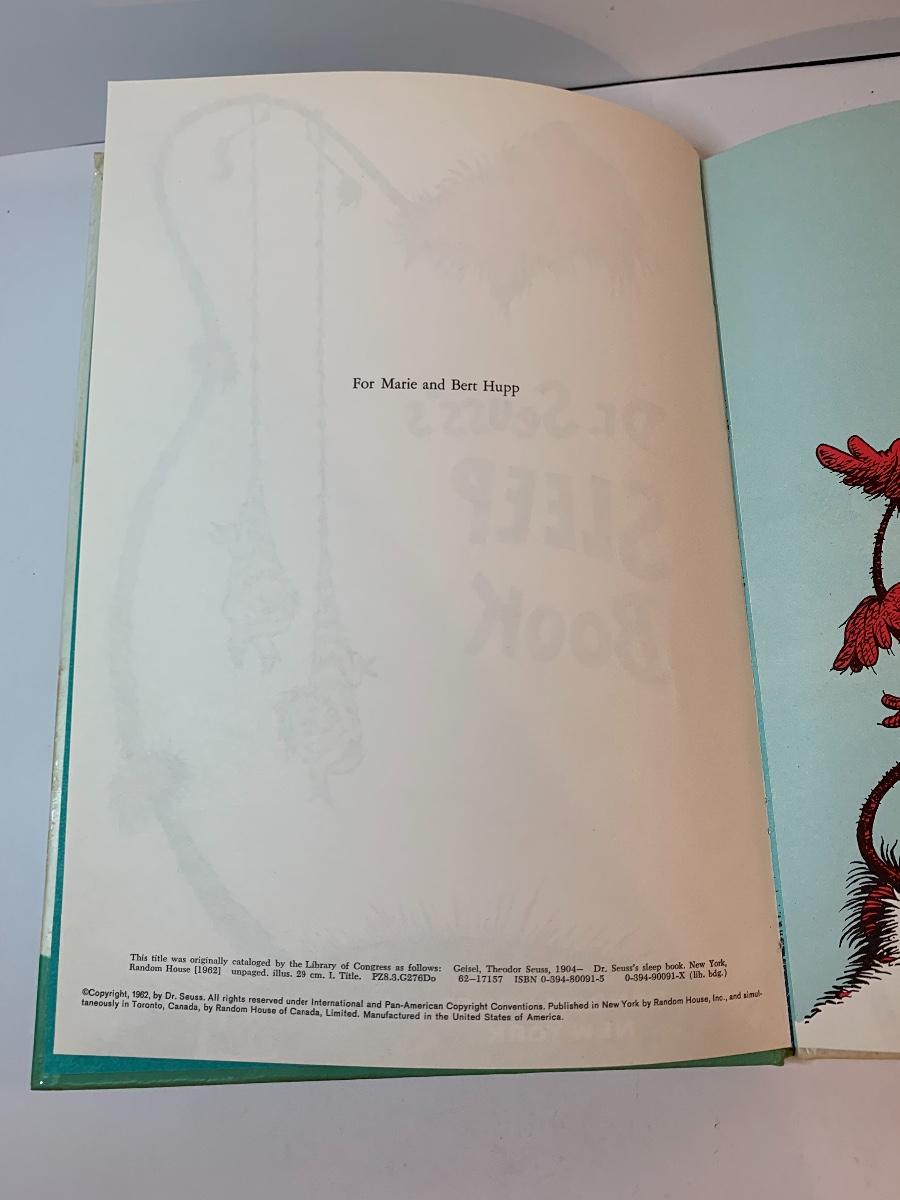 For Marie and Bert Hupp
Dr. Seuss's
SLEEP
BOOK
This title was originally cataloged by the Library of Congress as follows: Geisel, Theodor Seuss, 1904– Dr. Seuss's sleep book. New York,
Random House [1962] unpaged. illus. 29 cm. I. Title. PZ8.3.G276Do 62-17157 ISBN 0-394-80091-5 0-394-90091-X (lib. bdg.)
©Copyright, 1962, by Dr. Seuss. All rights reserved under International and Pan-American Copyright Conventions. Published in New York by Random House, Inc., and simul-
taneously in Toronto, Canada, by Random House of Canada, Limited. Manufactured in the United States of America.